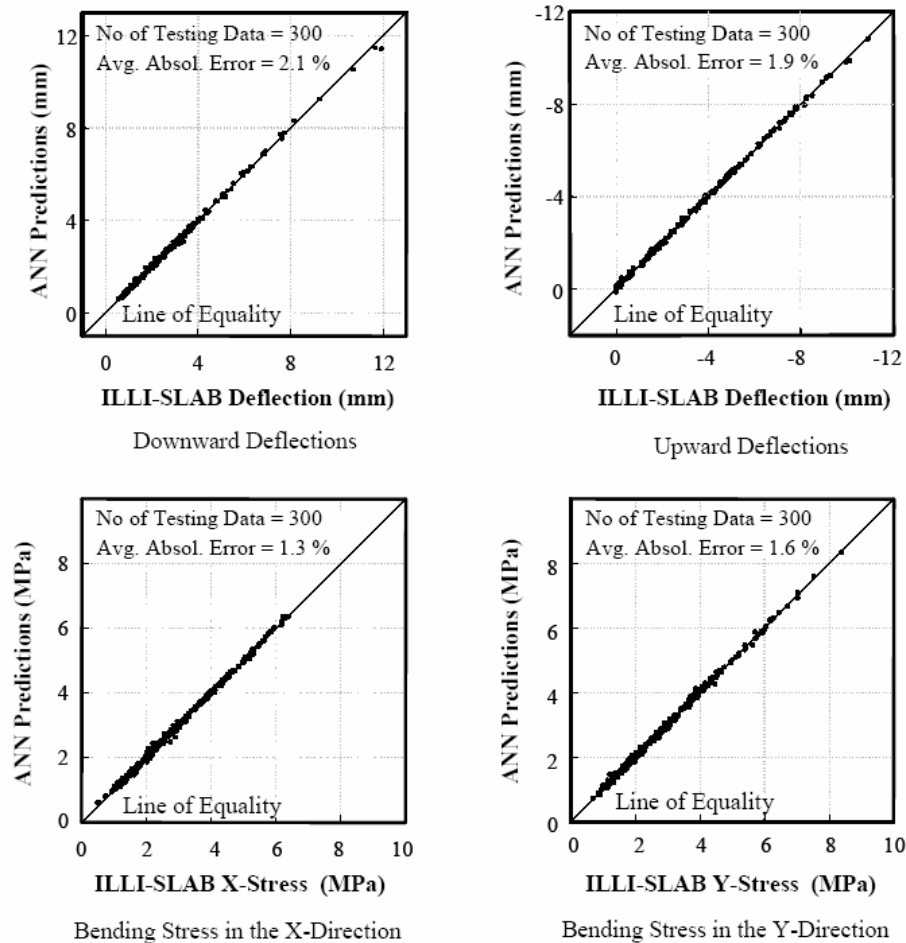 12
8
4
0
ANN Predictions (mm)
No of Testing Data = 300
Avg. Absol. Error = 2.1 %
Line of Equality
0 4 8 12
ILLI-SLAB Deflection (mm)
Downward Deflections
-12
-8
-4
0
ANN Predictions (mm)
No of Testing Data = 300
Avg. Absol. Error = 1.9 %
Line of Equality
0 -4 -8 -12
ILLI-SLAB Deflection (mm)
Upward Deflections
8
6
4
2
0
ANN Predictions (MPa)
No of Testing Data = 300
Avg. Absol. Error = 1.3 %
Line of Equality
0 2 4 6 8 10
ILLI-SLAB X-Stress (MPa)
Bending Stress in the X-Direction
8
6
4
2
0
ANN Predictions (MPa)
No of Testing Data = 300
Avg. Absol. Error = 1.6 %
Line of Equality
0 2 4 6 8 10
ILLI-SLAB Y-Stress (MPa)
Bending Stress in the Y-Direction